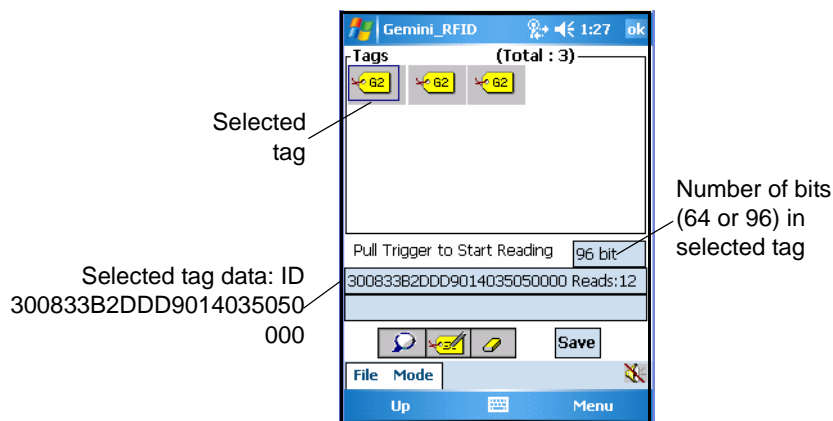 Gemini_RFID 1:27 ok
Tags (Total : 3)
G2 G2 G2
Selected
tag
Number of bits
(64 or 96) in
selected tag
Pull Trigger to Start Reading 96 bit
Selected tag data: ID
300833B2DDD9014035050
000
300833B2DDD9014035050000 Reads:12
Save
File Mode
Up Menu